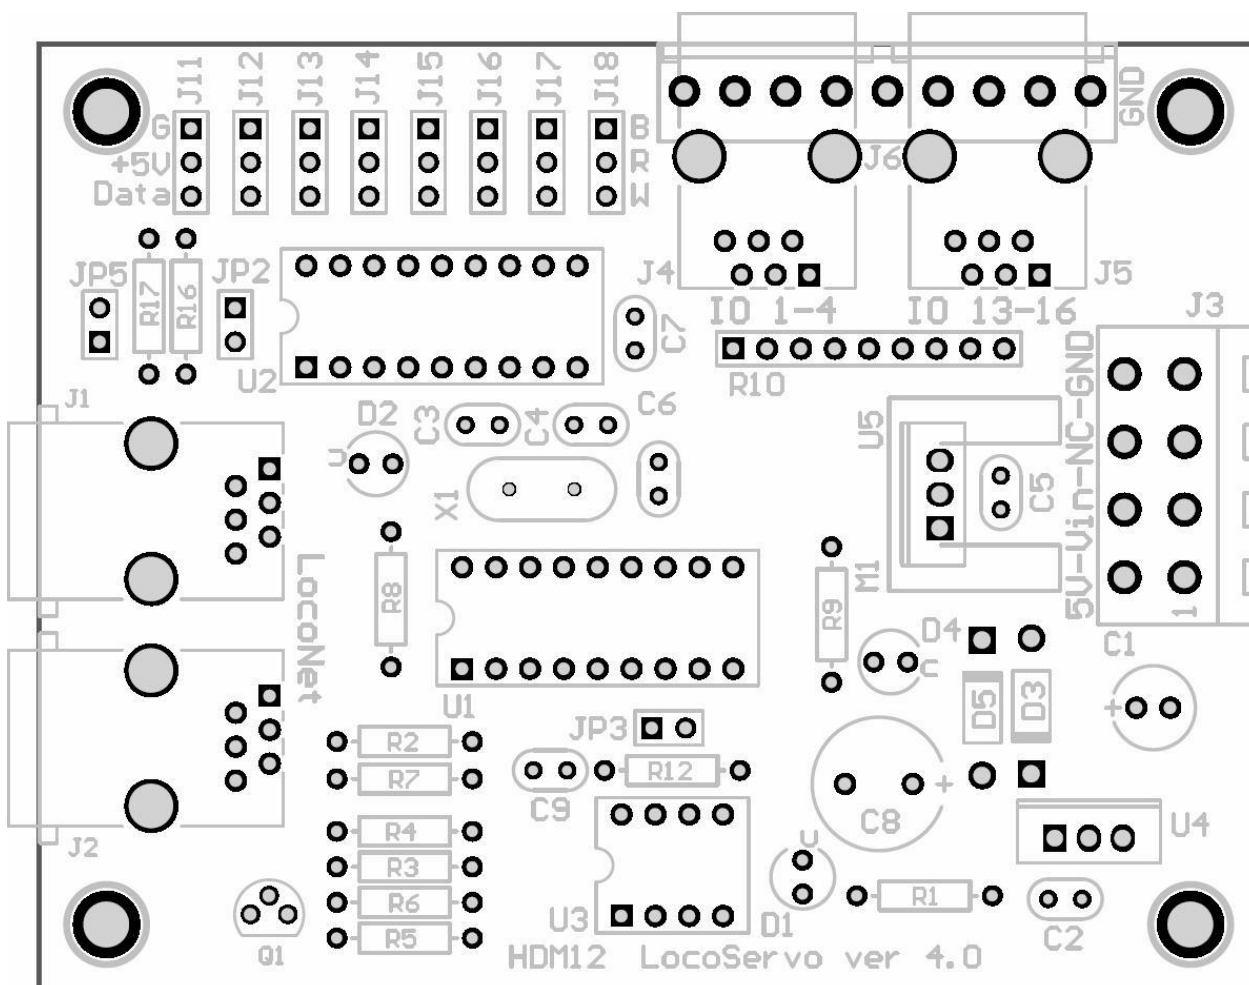 J11 J12 J13 J14 J15 J16 J17 J18
G B GND
+5V R J6
Data W
JP5 R17 R16 JP2 J4 J5
IO 1-4 IO 13-16 J3
C7
U2 R10
J1 D2 C3 C4 C6 U5
U
X1 C5 5V-Vin-NC-GND
R8 M1
LocoNet R9 1
D4 C1
U
D5 D3
U1 +
R2 JP3
R7 R12
C9 + U4
J2 R4 C8
R3 U
R6 R1
R5 U3 D1 C2
Q1 HDM12 LocoServo ver 4.0